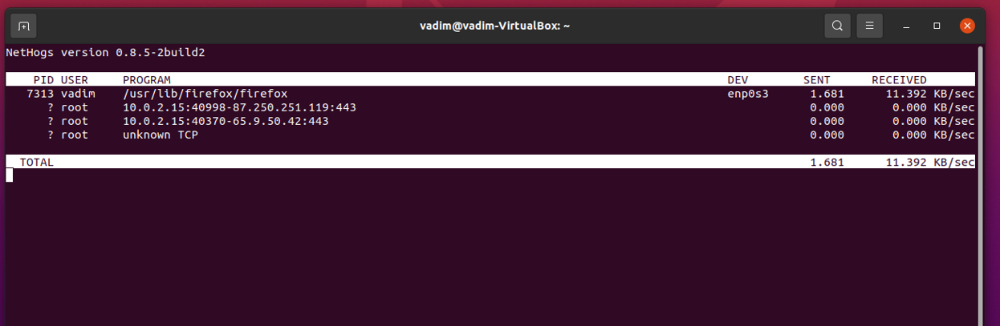 vadim@vadim-VirtualBox: ~
NetHogs version 0.8.5-2build2
PID USER PROGRAM DEV SENT RECEIVED
7313 vadim /usr/lib/firefox/firefox enp0s3 1.681 11.392 KB/sec
? root 10.0.2.15:40998-87.250.251.119:443 0.000 0.000 KB/sec
? root 10.0.2.15:40370-65.9.50.42:443 0.000 0.000 KB/sec
? root unknown TCP 0.000 0.000 KB/sec
TOTAL 1.681 11.392 KB/sec